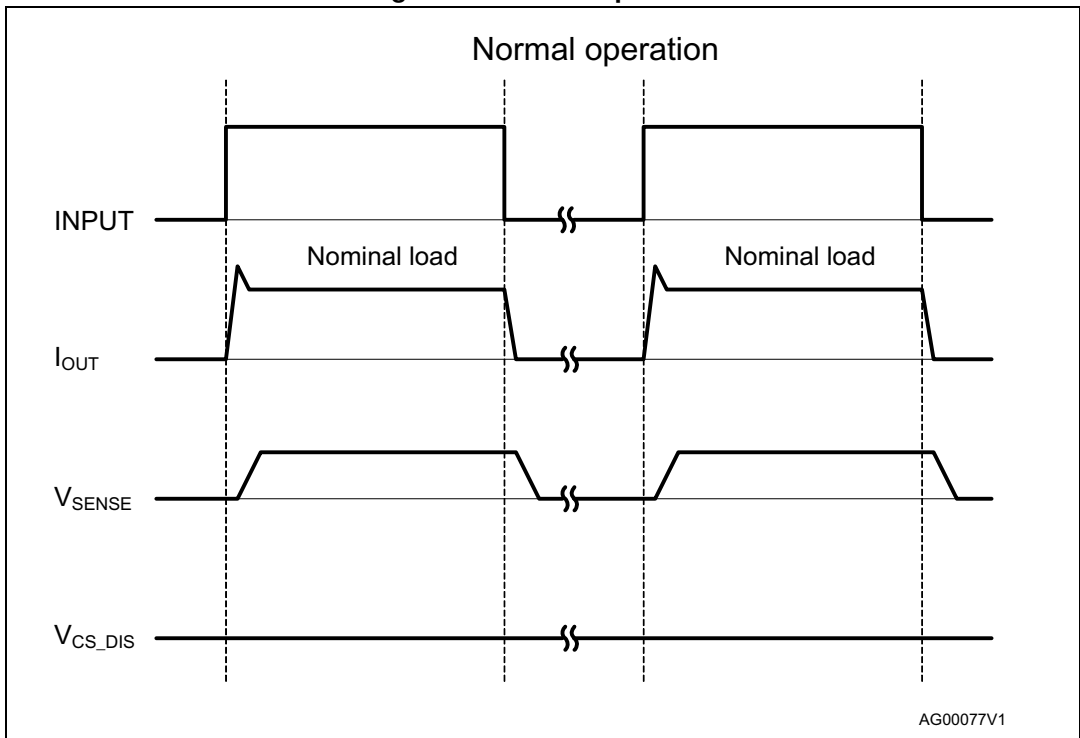 Normal operation
INPUT
Nominal load Nominal load
IOUT
VSENSE
VCS_DIS
AG00077V1